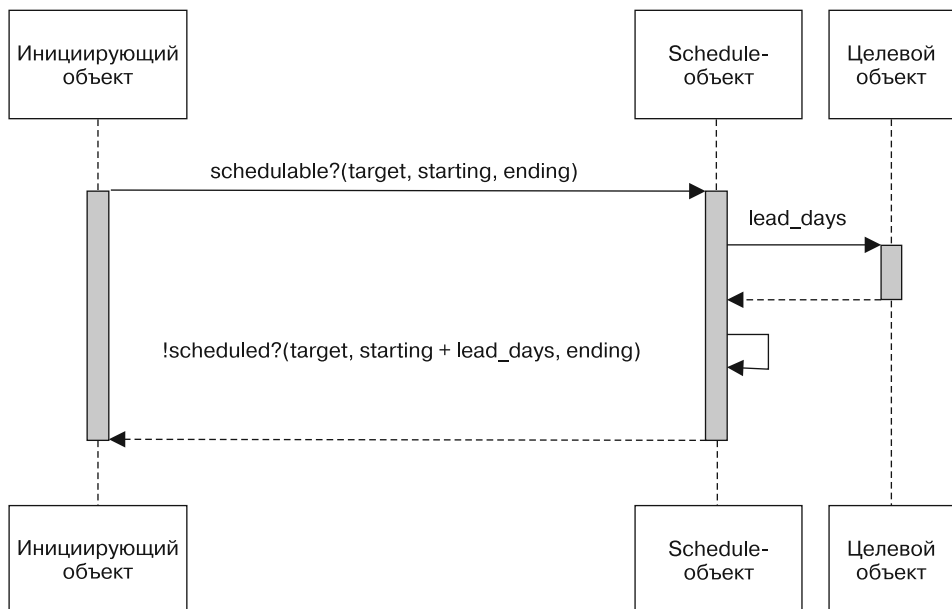 Инициирующий
объект
Schedule-
объект
Целевой
объект
schedulable?(target, starting, ending)
lead_days
!scheduled?(target, starting + lead_days, ending)
Инициирующий
объект
Schedule-
объект
Целевой
объект